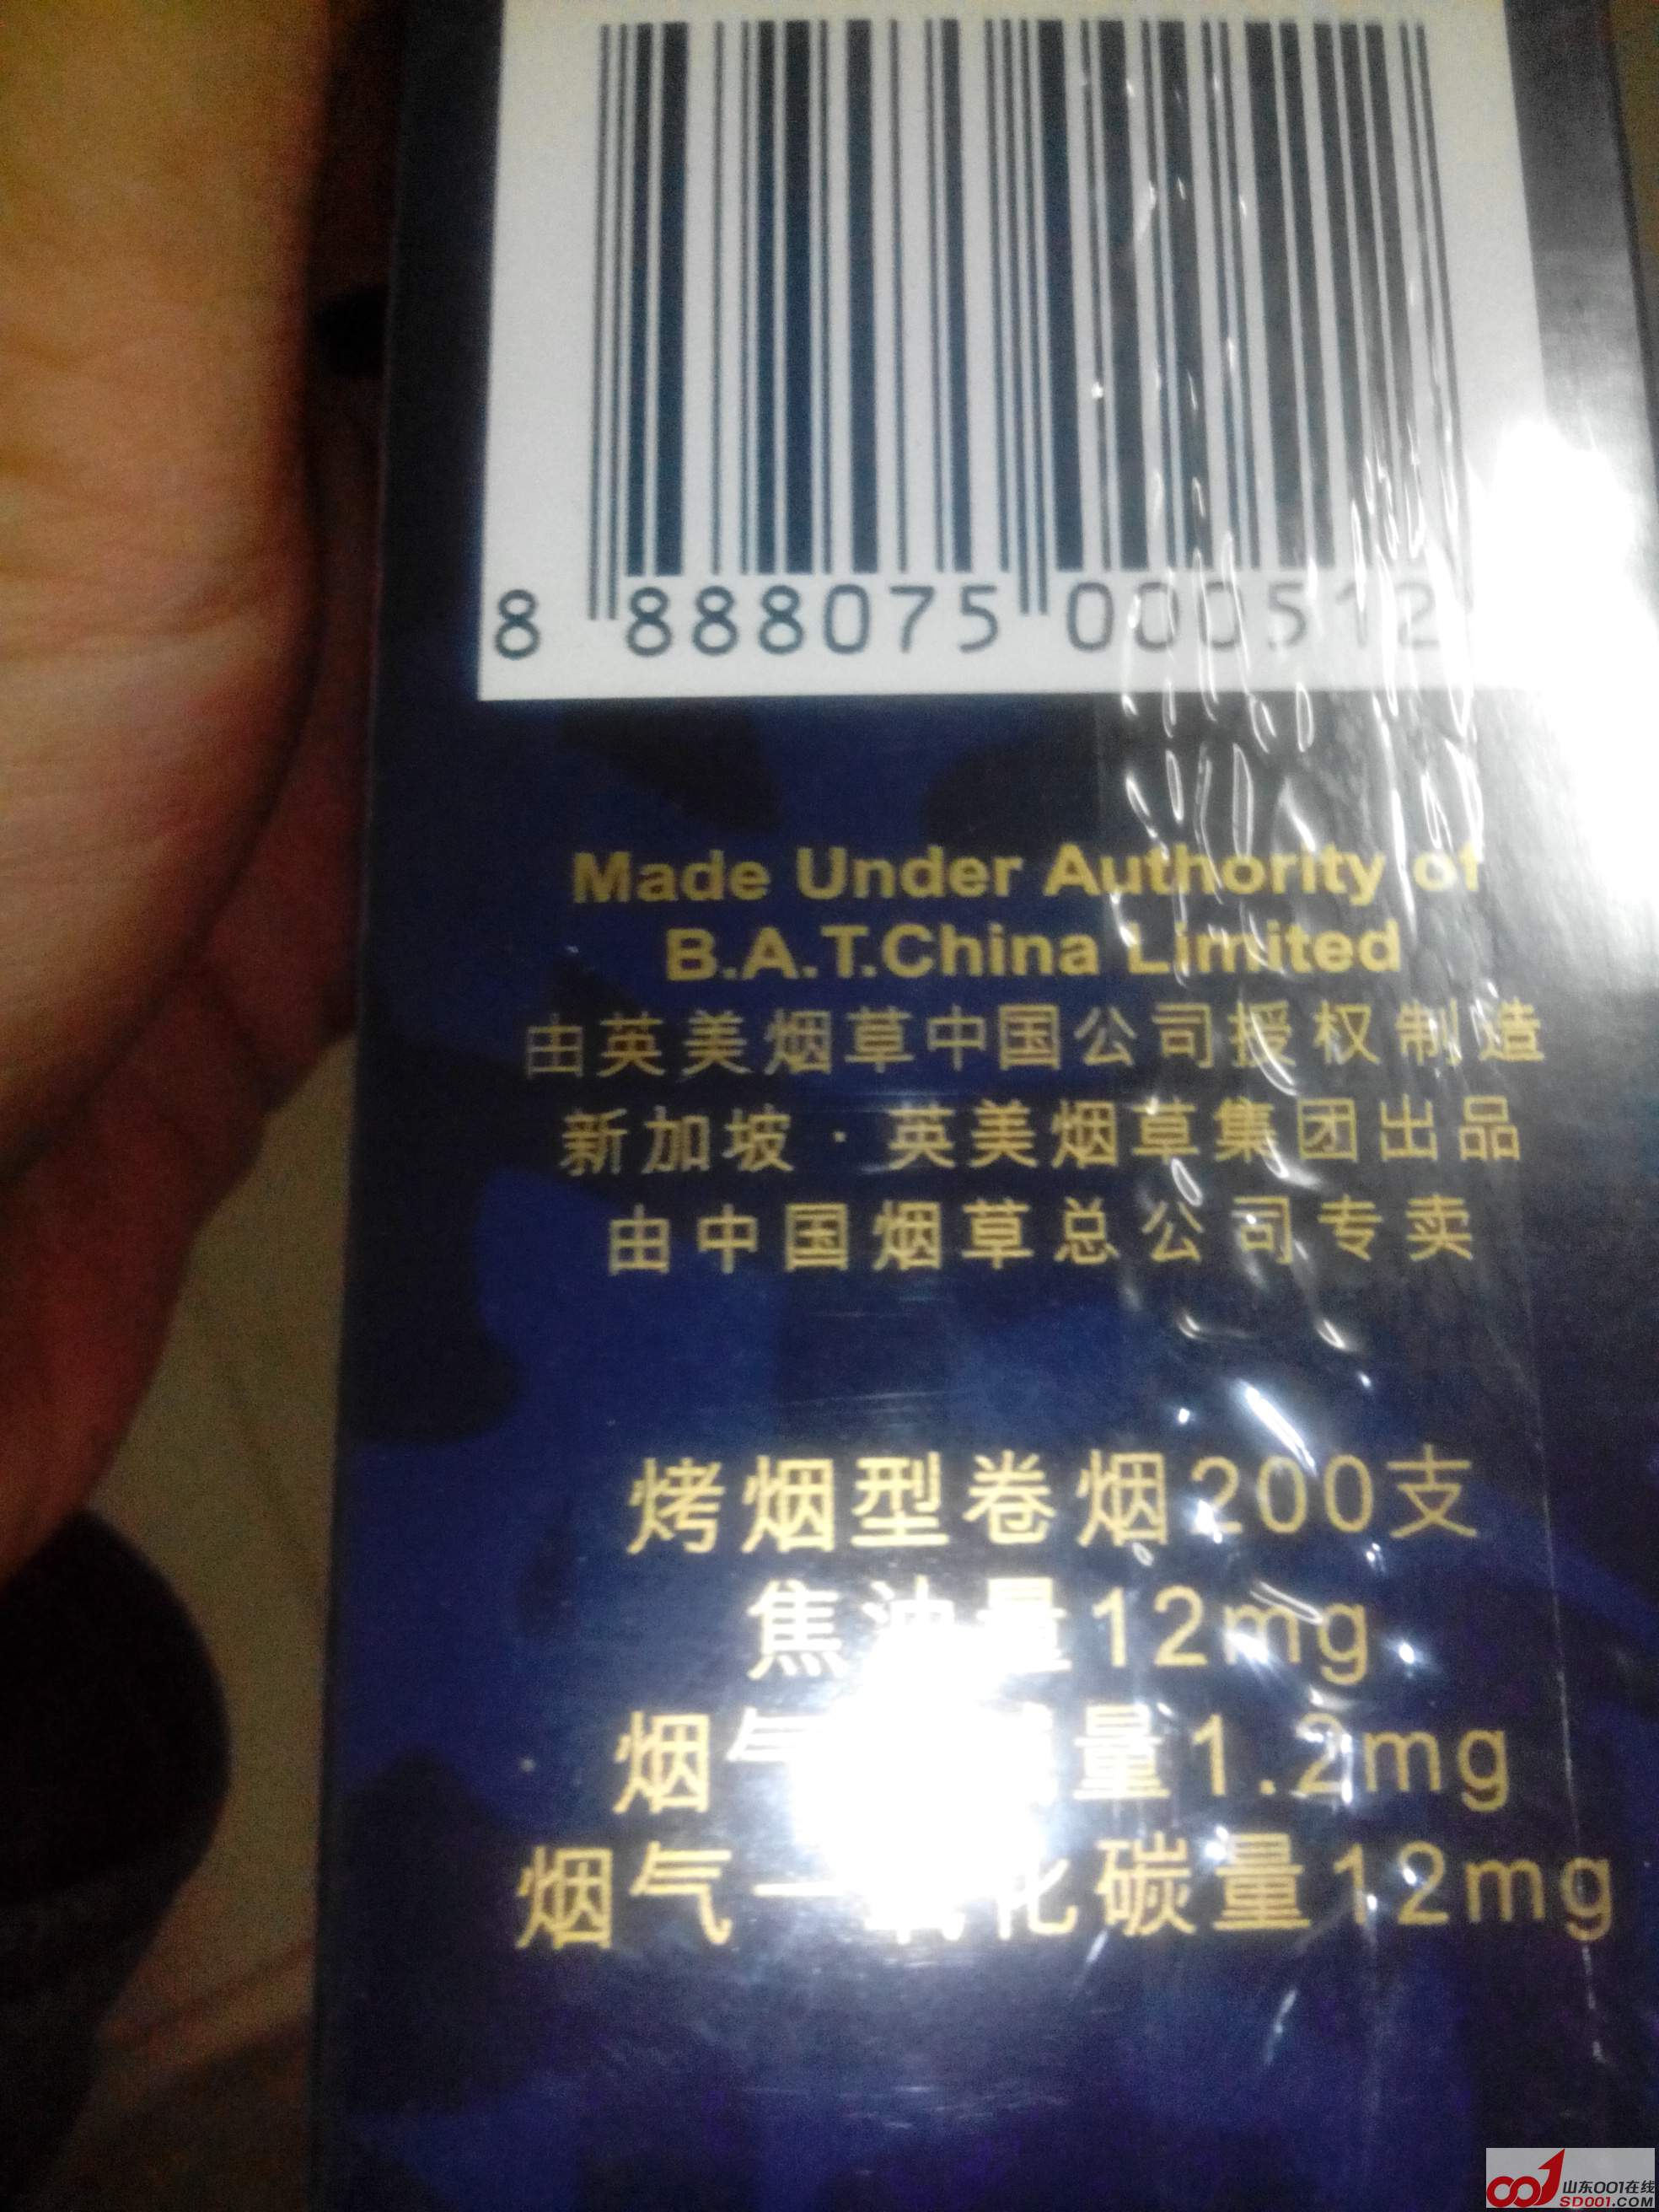 8 888075 000512
Made Under Authority of
B.A.T.China Limited
由英美烟草中国公司授权制造
新加坡·英美烟草集团出品
由中国烟草总公司专卖
烤烟型卷烟200支
焦油量12mg
烟气 量1.2mg
烟气一氧化碳量12mg
山东001在线
SD001.COM